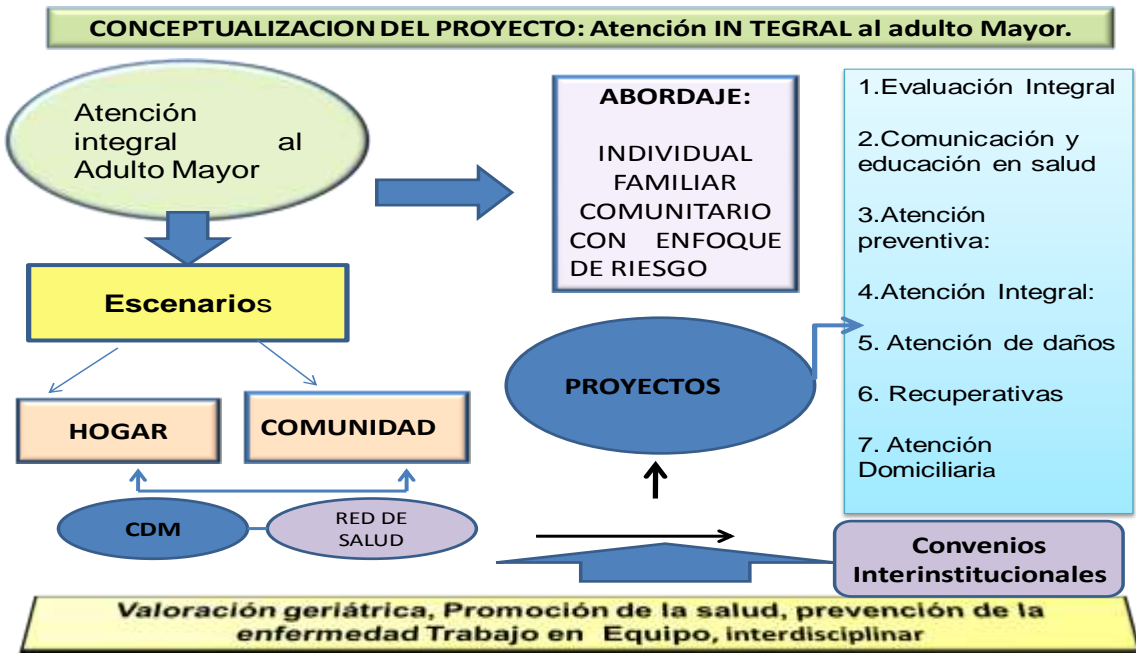 CONCEPTUALIZACION DEL PROYECTO: Atención IN TEGRAL al adulto Mayor.
Atención
integral al
Adulto Mayor
Escenarios
HOGAR
COMUNIDAD
CDM
RED DE
SALUD
ABORDAJE:
INDIVIDUAL
FAMILIAR
COMUNITARIO
CON ENFOQUE
DE RIESGO
PROYECTOS
1.Evaluación Integral
2.Comunicación y
educación en salud
3.Atención
preventiva:
4.Atención Integral:
5. Atención de daños
6. Recuperativas
7. Atención
Domiciliaria
Convenios
Interinstitucionales
Valoración geriátrica, Promoción de la salud, prevención de la
enfermedad Trabajo en Equipo, interdisciplinar